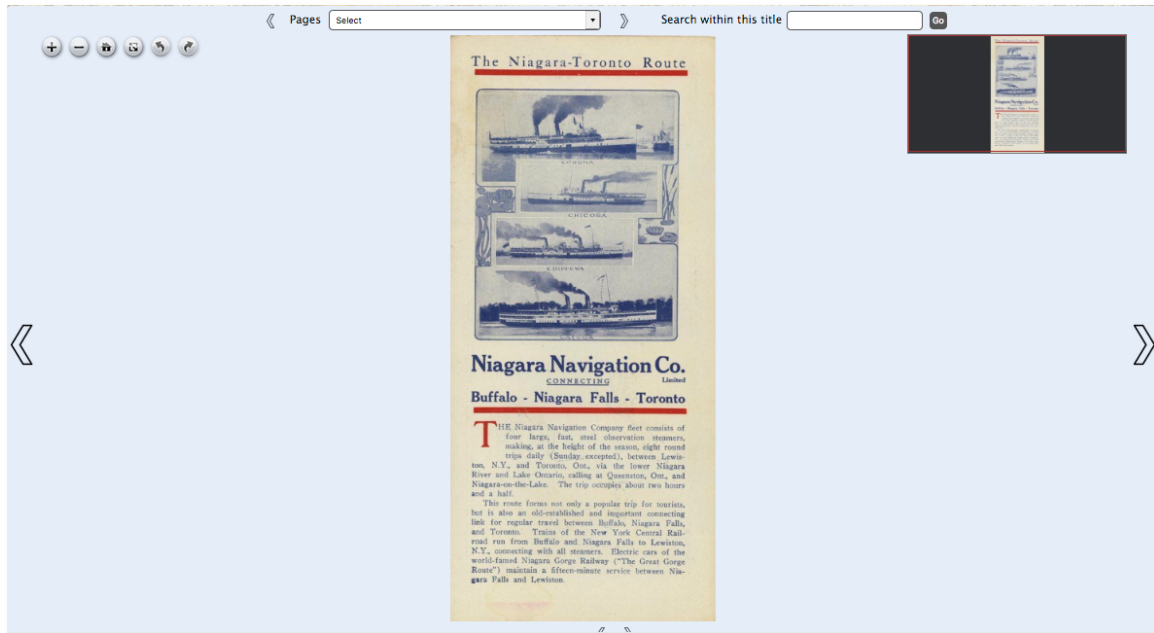 Pages
Select
Search within this title
Go
The Niagara-Toronto Route
CORONA
CHICORA
CHIPPEWA
CAYUGA
Niagara Navigation Co.
CONNECTING Limited
Buffalo - Niagara Falls - Toronto
THE Niagara Navigation Company fleet consists of
four large, fast, steel observation steamers,
making, at the height of the season, eight round
trips daily (Sunday excepted), between Lewis-
ton, N.Y., and Toronto, Ont., via the lower Niagara
River and Lake Ontario, calling at Queenston, Ont., and
Niagara-on-the-Lake. The trip occupies about two hours
and a half.
This route forms not only a popular trip for tourists,
but is also an old-established and important connecting
link for regular travel between Buffalo, Niagara Falls,
and Toronto. Trains of the New York Central Rail-
road run from Buffalo and Niagara Falls to Lewiston,
N.Y., connecting with all steamers. Electric cars of the
world-famed Niagara Gorge Railway ("The Great Gorge
Route") maintain a fifteen-minute service between Nia-
gara Falls and Lewiston.